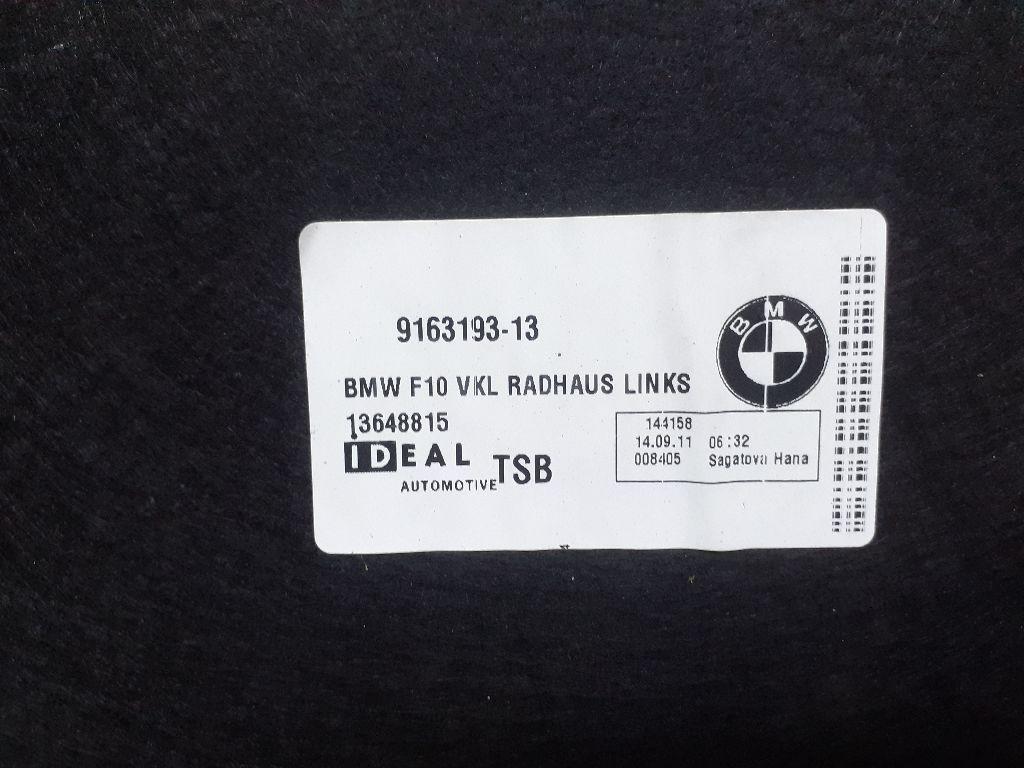 9163193-13
BMW
BMW F10 VKL RADHAUS LINKS
13648815
IDEAL
AUTOMOTIVE
TSB
144158
14.09.11 06:32
008405 Sagatova Hana